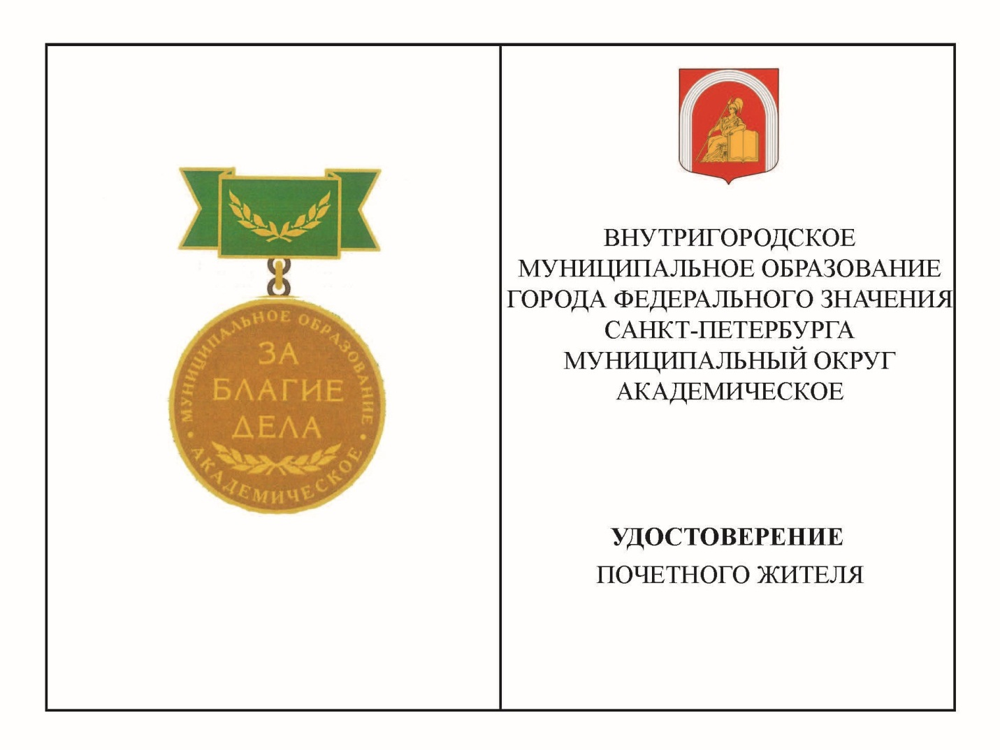 МУНИЦИПАЛЬНОЕ ОБРАЗОВАНИЕ
ЗА
БЛАГИЕ
ДЕЛА
• АКАДЕМИЧЕСКОЕ •
ВНУТРИГОРОДСКОЕ
МУНИЦИПАЛЬНОЕ ОБРАЗОВАНИЕ
ГОРОДА ФЕДЕРАЛЬНОГО ЗНАЧЕНИЯ
САНКТ-ПЕТЕРБУРГА
МУНИЦИПАЛЬНЫЙ ОКРУГ
АКАДЕМИЧЕСКОЕ
УДОСТОВЕРЕНИЕ
ПОЧЕТНОГО ЖИТЕЛЯ